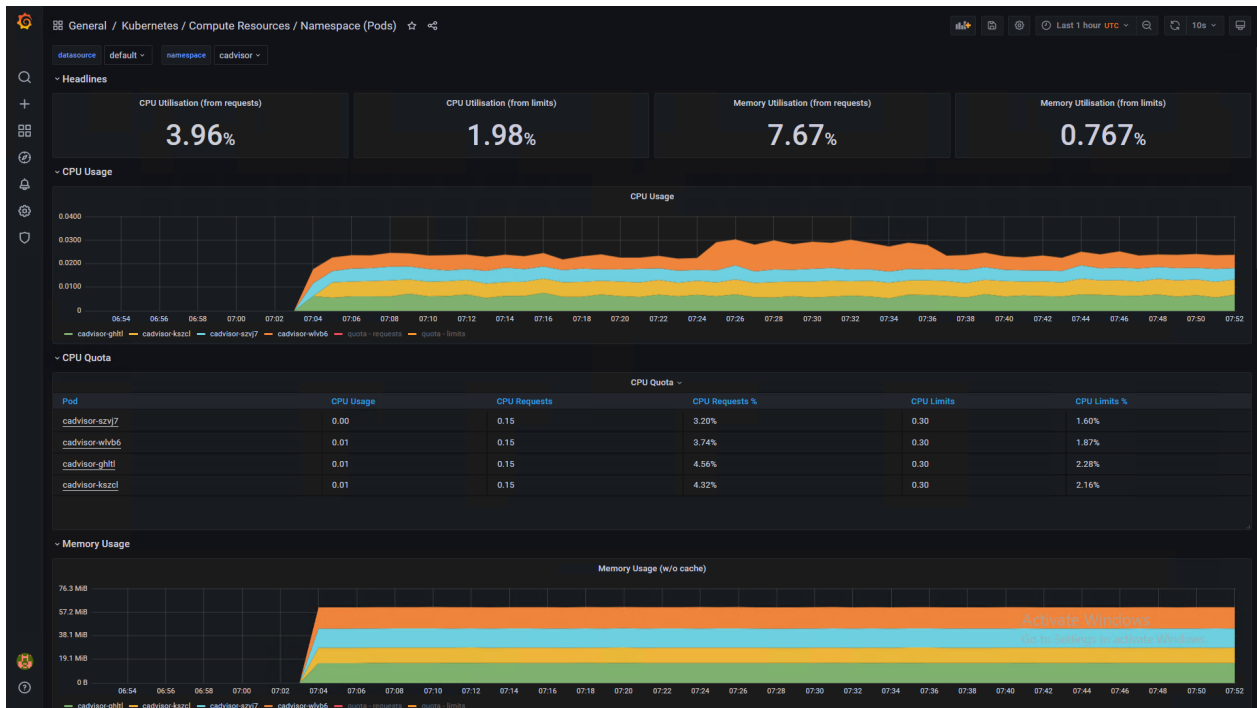 General / Kubernetes / Compute Resources / Namespace (Pods)
Last 1 hour UTC
10s
datasource default namespace cadvisor
Headlines
CPU Utilisation (from requests) CPU Utilisation (from limits) Memory Utilisation (from requests) Memory Utilisation (from limits)
3.96% 1.98% 7.67% 0.767%
CPU Usage
CPU Usage
0.0400
0.0300
0.0200
0.0100
0
06:54 06:56 06:58 07:00 07:02 07:04 07:06 07:08 07:10 07:12 07:14 07:16 07:18 07:20 07:22 07:24 07:26 07:28 07:30 07:32 07:34 07:36 07:38 07:40 07:42 07:44 07:46 07:48 07:50 07:52
cadvisor-ghltl cadvisor-kszcl cadvisor-szvj7 cadvisor-wlvb6 quota - requests quota - limits
CPU Quota
CPU Quota
Pod CPU Usage CPU Requests CPU Requests % CPU Limits CPU Limits %
cadvisor-szvj7 0.00 0.15 3.20% 0.30 1.60%
cadvisor-wlvb6 0.01 0.15 3.74% 0.30 1.87%
cadvisor-ghltl 0.01 0.15 4.56% 0.30 2.28%
cadvisor-kszcl 0.01 0.15 4.32% 0.30 2.16%
Memory Usage
Memory Usage (w/o cache)
76.3 MiB
57.2 MiB
38.1 MiB
19.1 MiB
0 B
Activate Windows
Go to Settings to activate Windows.
06:54 06:56 06:58 07:00 07:02 07:04 07:06 07:08 07:10 07:12 07:14 07:16 07:18 07:20 07:22 07:24 07:26 07:28 07:30 07:32 07:34 07:36 07:38 07:40 07:42 07:44 07:46 07:48 07:50 07:52
cadvisor-ghltl cadvisor-kszcl cadvisor-szvj7 cadvisor-wlvb6 quota - requests quota - limits